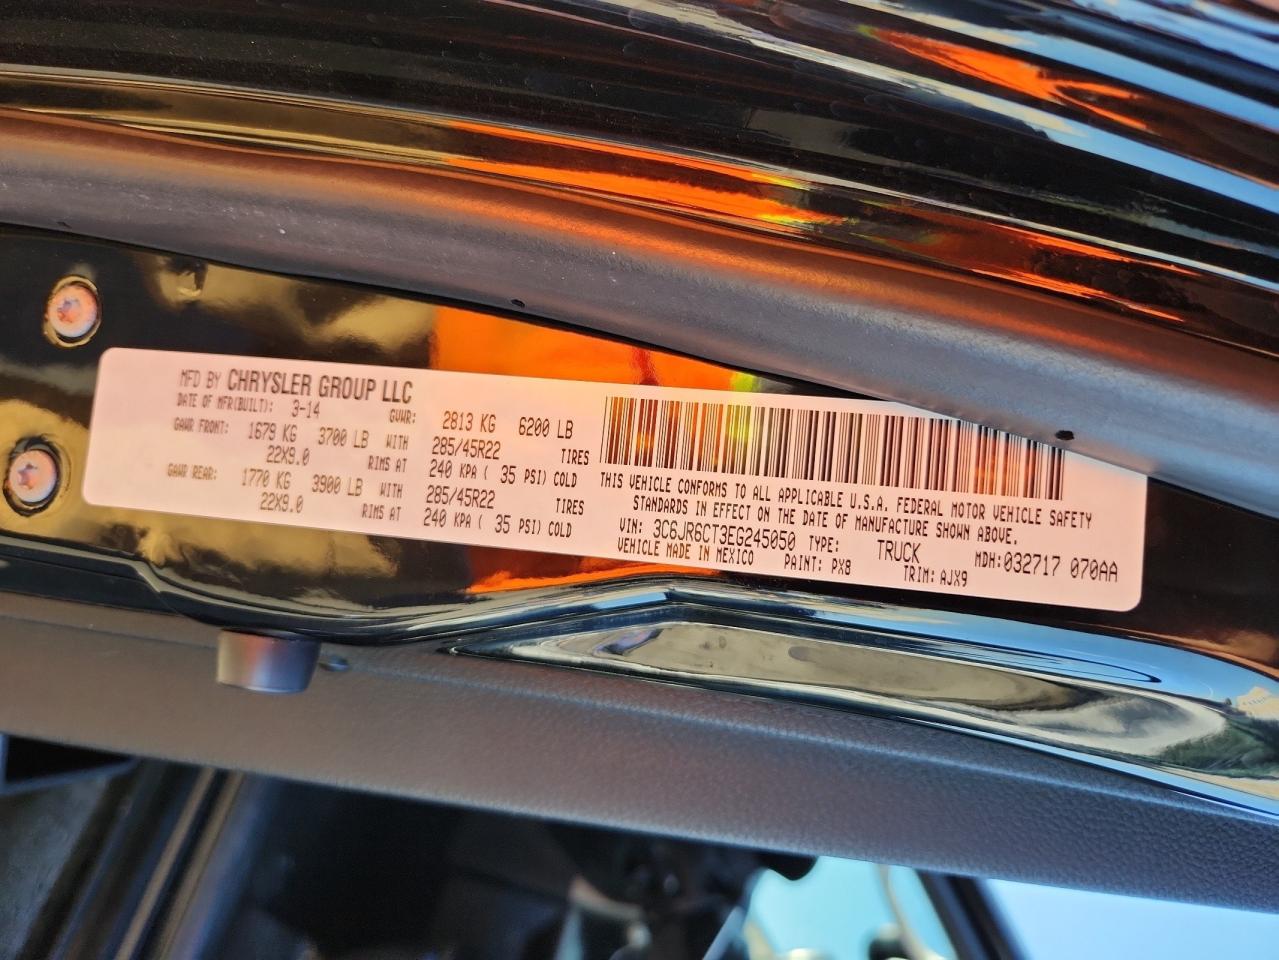 MFD BY CHRYSLER GROUP LLC
DATE OF MFR(BUILT): 3-14 GVWR: 2813 KG 6200 LB
GAWR FRONT: 1679 KG 3700 LB WITH 285/45R22 TIRES
22X9.0 RIMS AT 240 KPA ( 35 PSI) COLD
GAWR REAR: 1770 KG 3900 LB WITH 285/45R22 TIRES
22X9.0 RIMS AT 240 KPA ( 35 PSI) COLD
THIS VEHICLE CONFORMS TO ALL APPLICABLE U.S.A. FEDERAL MOTOR VEHICLE SAFETY
STANDARDS IN EFFECT ON THE DATE OF MANUFACTURE SHOWN ABOVE.
VIN: 3C6JR6CT3EG245050 TYPE: TRUCK MDH:032717 070AA
VEHICLE MADE IN MEXICO PAINT: PX8 TRIM: AJX9